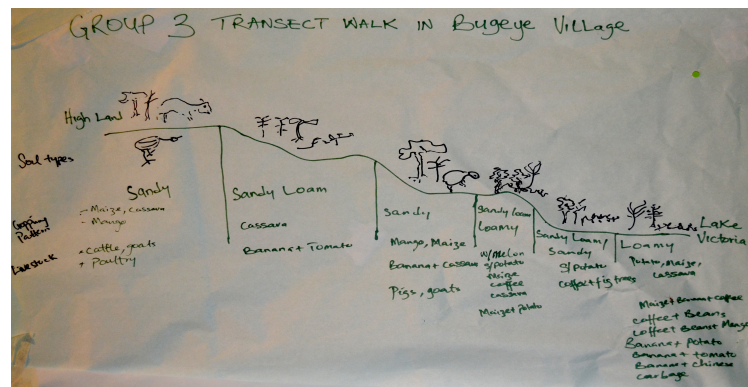 GROUP 3 TRANSECT WALK IN Bugeye VILLAGE
High Land
Soul types
Sandy
Cropping Pattern
- Maize, cassava
- Mango
Livestock
Cattle, goats
+ Poultry
Sandy Loam
Cassava
Banana + Tomato
Sandy
Mango, Maize
Banana + Cassava
Pigs, goats
Sandy loam
Loamy
W/melon
S/potato
Maize
coffee
cassava
Maize + Potato
Sandy Loam/
Sandy
S/potato
coffee + fig trees
Lake
Victoria
Loamy
Potato, Maize,
cassava
Maize + Banana + coffee
coffee + Beans
coffee + Beans + Mango
Banana + potato
Banana + tomato
Banana + chinese
carbage